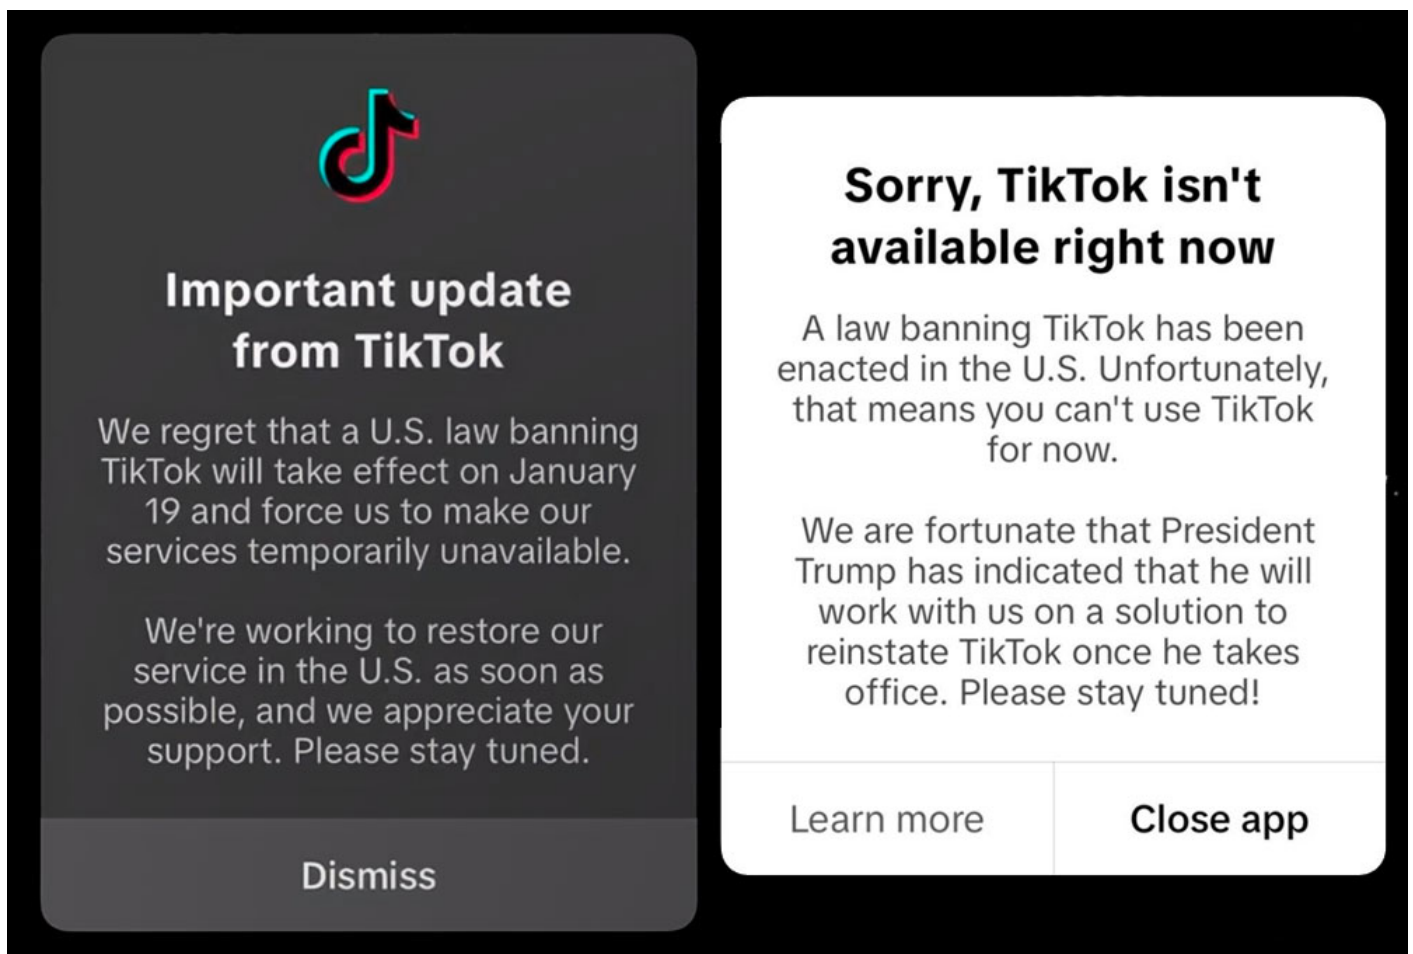 Important update
from TikTok
We regret that a U.S. law banning
TikTok will take effect on January
19 and force us to make our
services temporarily unavailable.
We're working to restore our
service in the U.S. as soon as
possible, and we appreciate your
support. Please stay tuned.
Dismiss
Sorry, TikTok isn't
available right now
A law banning TikTok has been
enacted in the U.S. Unfortunately,
that means you can't use TikTok
for now.
We are fortunate that President
Trump has indicated that he will
work with us on a solution to
reinstate TikTok once he takes
office. Please stay tuned!
Learn more
Close app